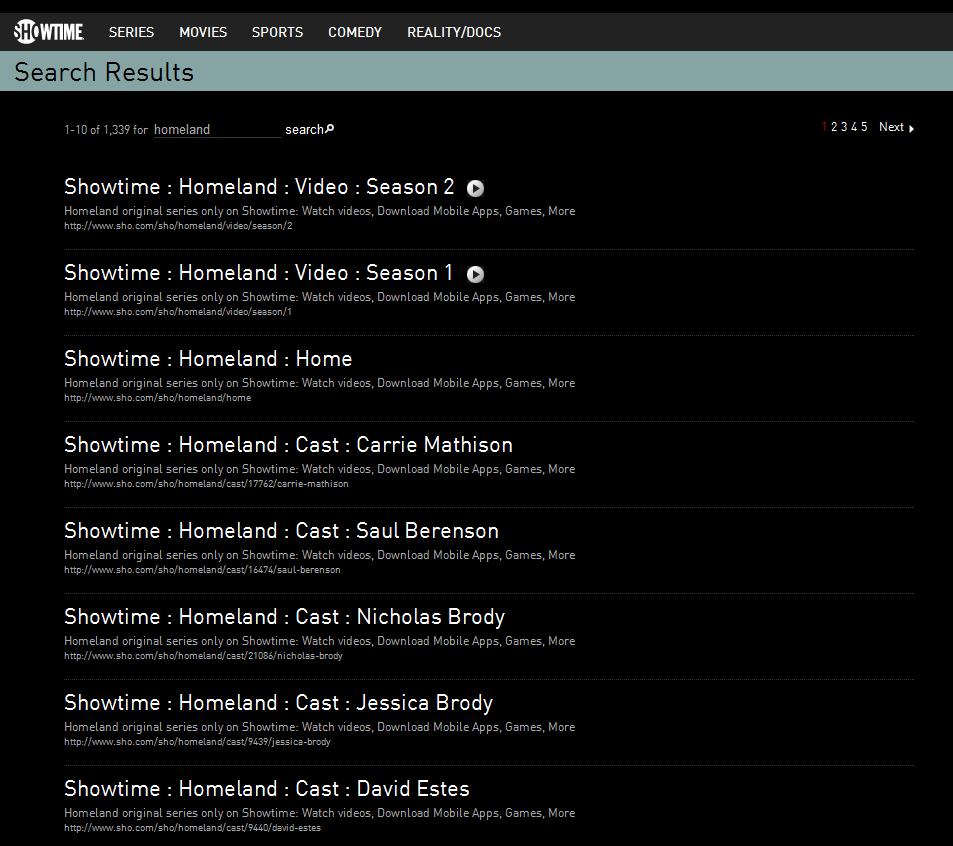 SHOWTIME. SERIES MOVIES SPORTS COMEDY REALITY/DOCS
Search Results
1-10 of 1,339 for homeland search 1 2 3 4 5 Next
Showtime : Homeland : Video : Season 2
Homeland original series only on Showtime: Watch videos, Download Mobile Apps, Games, More
http://www.sho.com/sho/homeland/video/season/2
Showtime : Homeland : Video : Season 1
Homeland original series only on Showtime: Watch videos, Download Mobile Apps, Games, More
http://www.sho.com/sho/homeland/video/season/1
Showtime : Homeland : Home
Homeland original series only on Showtime: Watch videos, Download Mobile Apps, Games, More
http://www.sho.com/sho/homeland/home
Showtime : Homeland : Cast : Carrie Mathison
Homeland original series only on Showtime: Watch videos, Download Mobile Apps, Games, More
http://www.sho.com/sho/homeland/cast/17762/carrie-mathison
Showtime : Homeland : Cast : Saul Berenson
Homeland original series only on Showtime: Watch videos, Download Mobile Apps, Games, More
http://www.sho.com/sho/homeland/cast/16474/saul-berenson
Showtime : Homeland : Cast : Nicholas Brody
Homeland original series only on Showtime: Watch videos, Download Mobile Apps, Games, More
http://www.sho.com/sho/homeland/cast/21086/nicholas-brody
Showtime : Homeland : Cast : Jessica Brody
Homeland original series only on Showtime: Watch videos, Download Mobile Apps, Games, More
http://www.sho.com/sho/homeland/cast/9439/jessica-brody
Showtime : Homeland : Cast : David Estes
Homeland original series only on Showtime: Watch videos, Download Mobile Apps, Games, More
http://www.sho.com/sho/homeland/cast/9440/david-estes